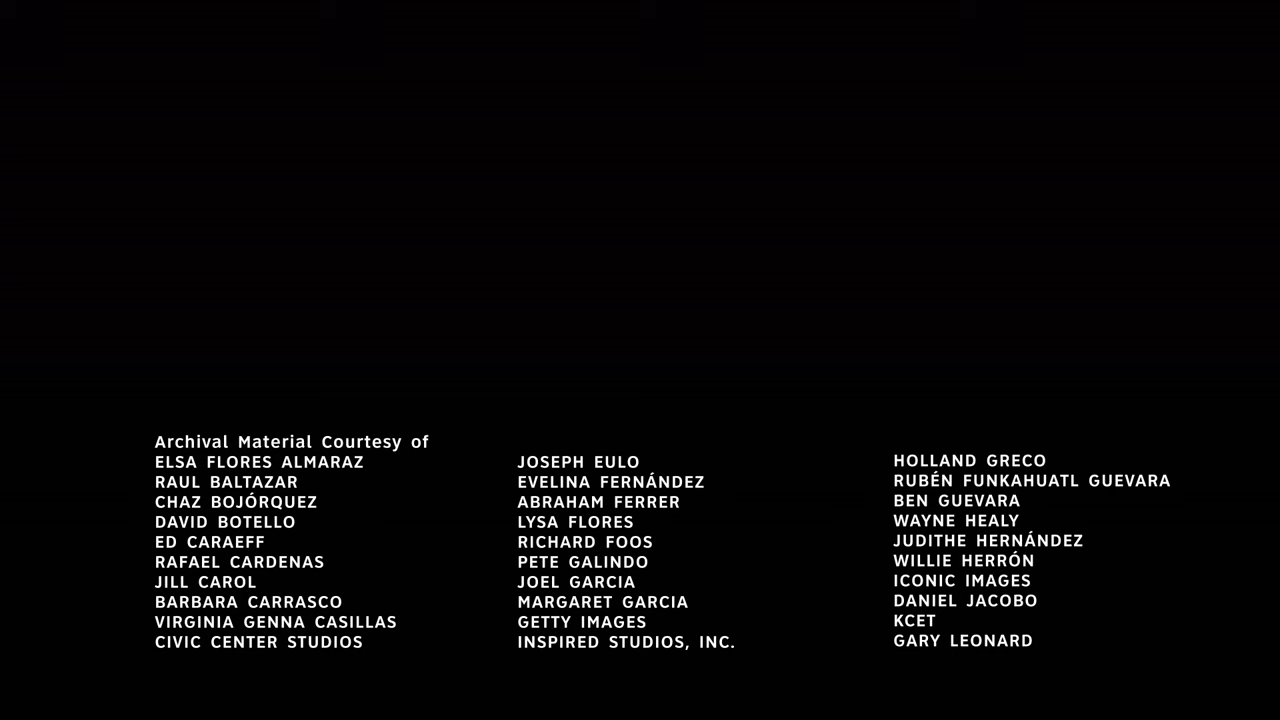 Archival Material Courtesy of
ELSA FLORES ALMARAZ
RAUL BALTAZAR
CHAZ BOJÓRQUEZ
DAVID BOTELLO
ED CARAEFF
RAFAEL CARDENAS
JILL CAROL
BARBARA CARRASCO
VIRGINIA GENNA CASILLAS
CIVIC CENTER STUDIOS
JOSEPH EULO
EVELINA FERNÁNDEZ
ABRAHAM FERRER
LYSA FLORES
RICHARD FOOS
PETE GALINDO
JOEL GARCIA
MARGARET GARCIA
GETTY IMAGES
INSPIRED STUDIOS, INC.
HOLLAND GRECO
RUBÉN FUNKAHUATL GUEVARA
BEN GUEVARA
WAYNE HEALY
JUDITHE HERNÁNDEZ
WILLIE HERRÓN
ICONIC IMAGES
DANIEL JACOBO
KCET
GARY LEONARD